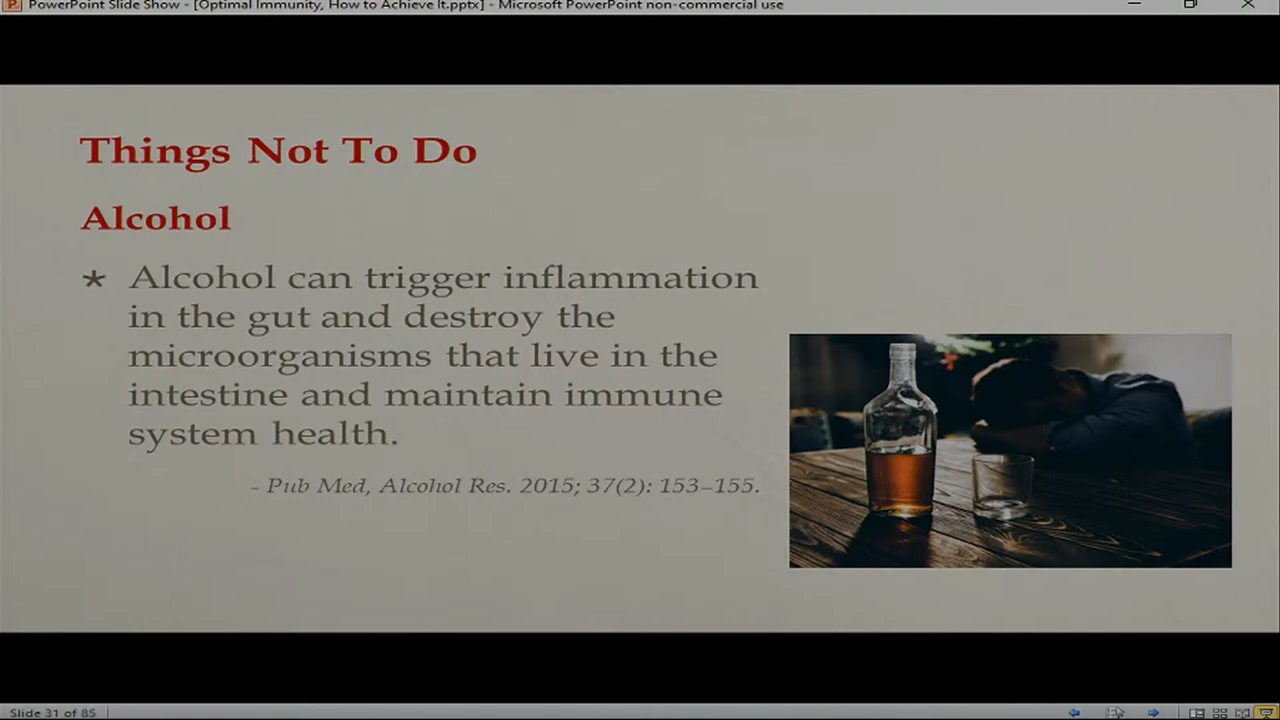 PowerPoint Slide Show - [Optimal Immunity, How to Achieve It.pptx] - Microsoft PowerPoint non-commercial use
Things Not To Do
Alcohol
* Alcohol can trigger inflammation
in the gut and destroy the
microorganisms that live in the
intestine and maintain immune
system health.
- Pub Med, Alcohol Res. 2015; 37(2): 153–155.
Slide 31 of 85